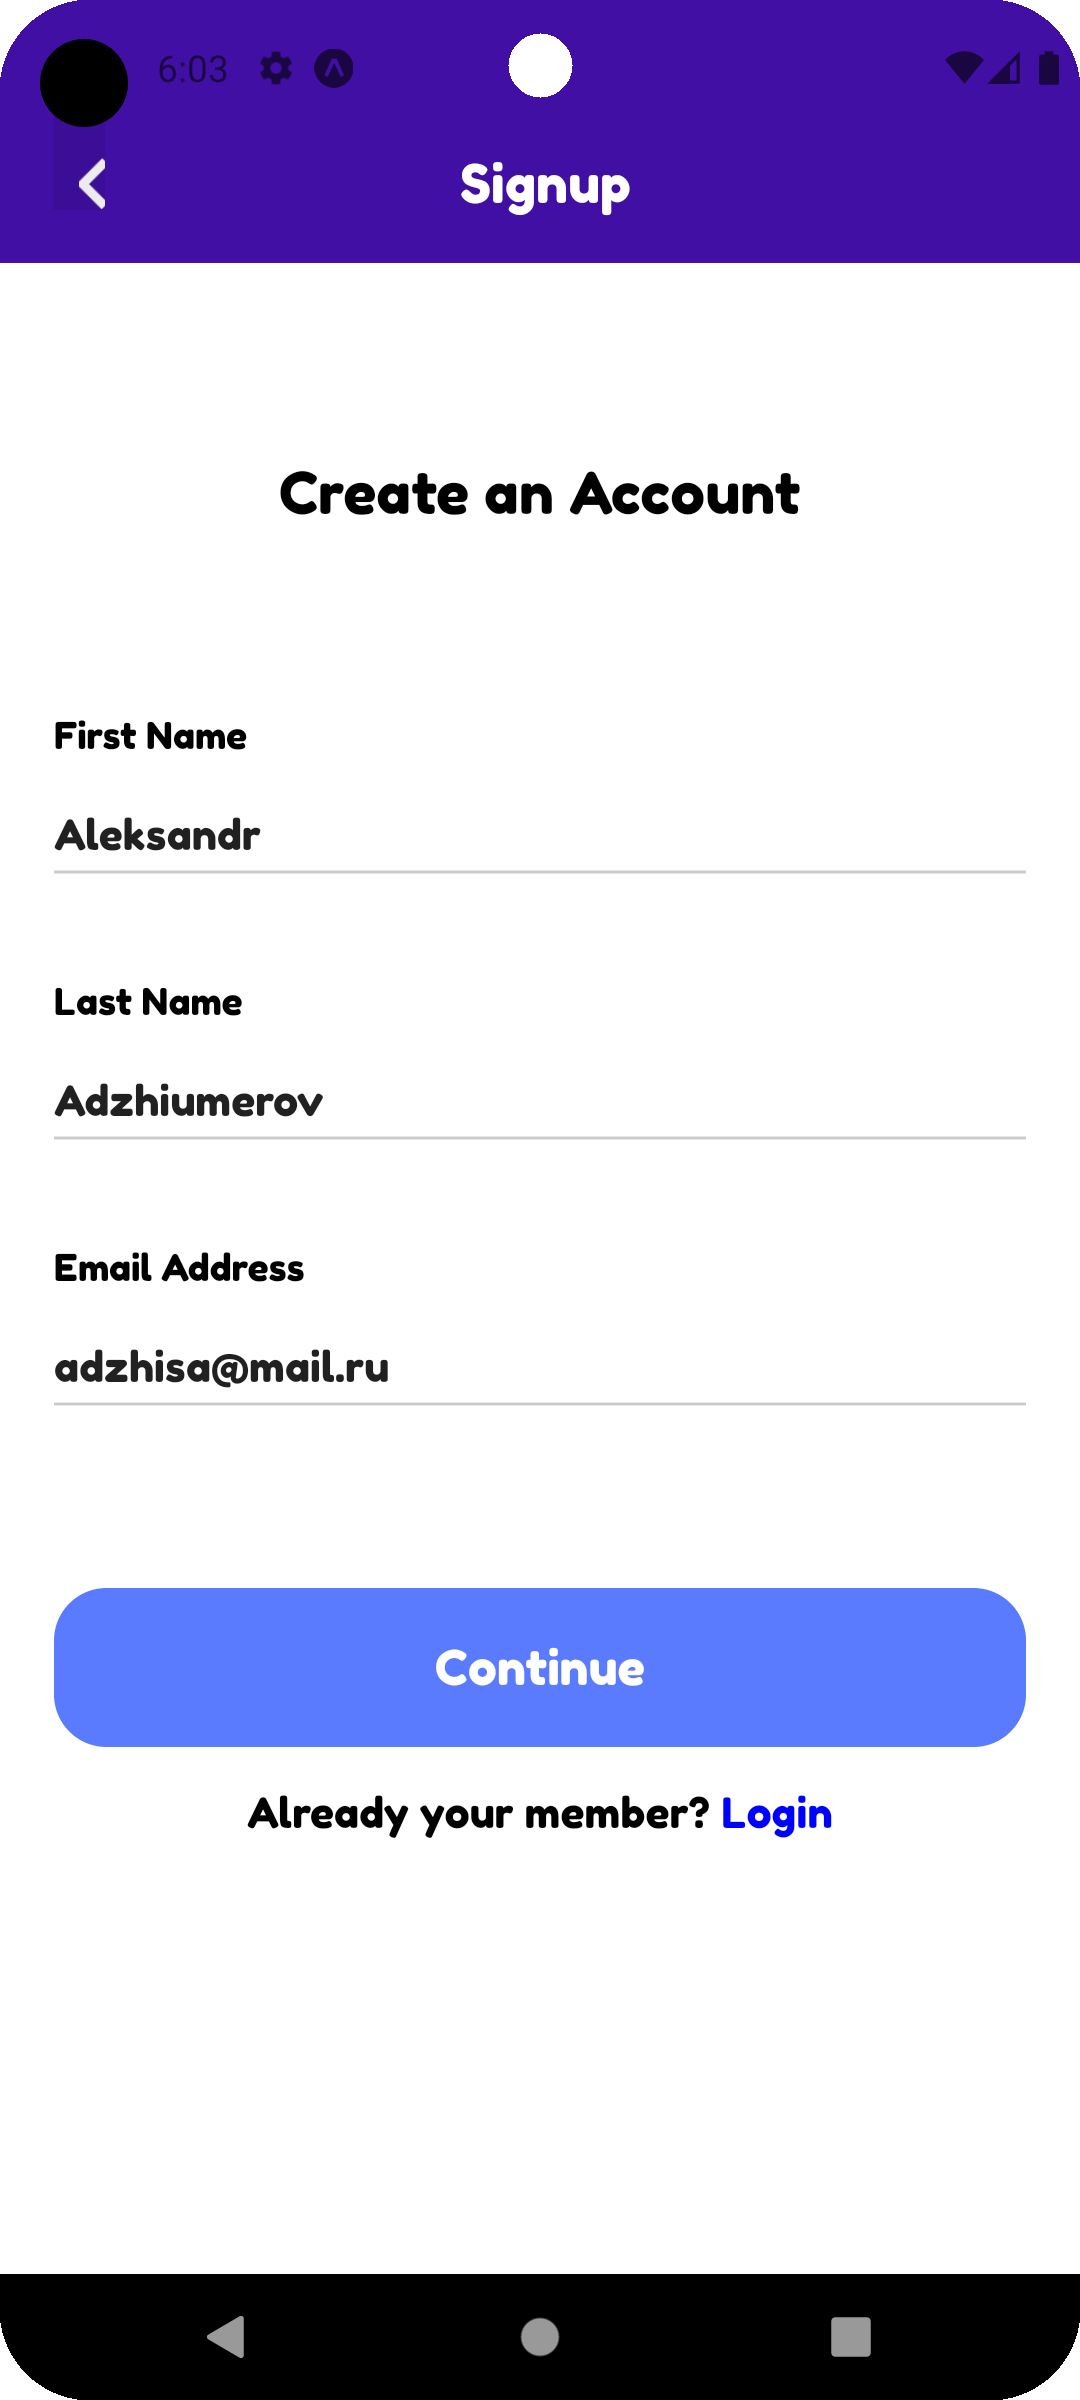 6:03
Signup
Create an Account
First Name
Aleksandr
Last Name
Adzhiumerov
Email Address
adzhisa@mail.ru
Continue
Already your member? Login